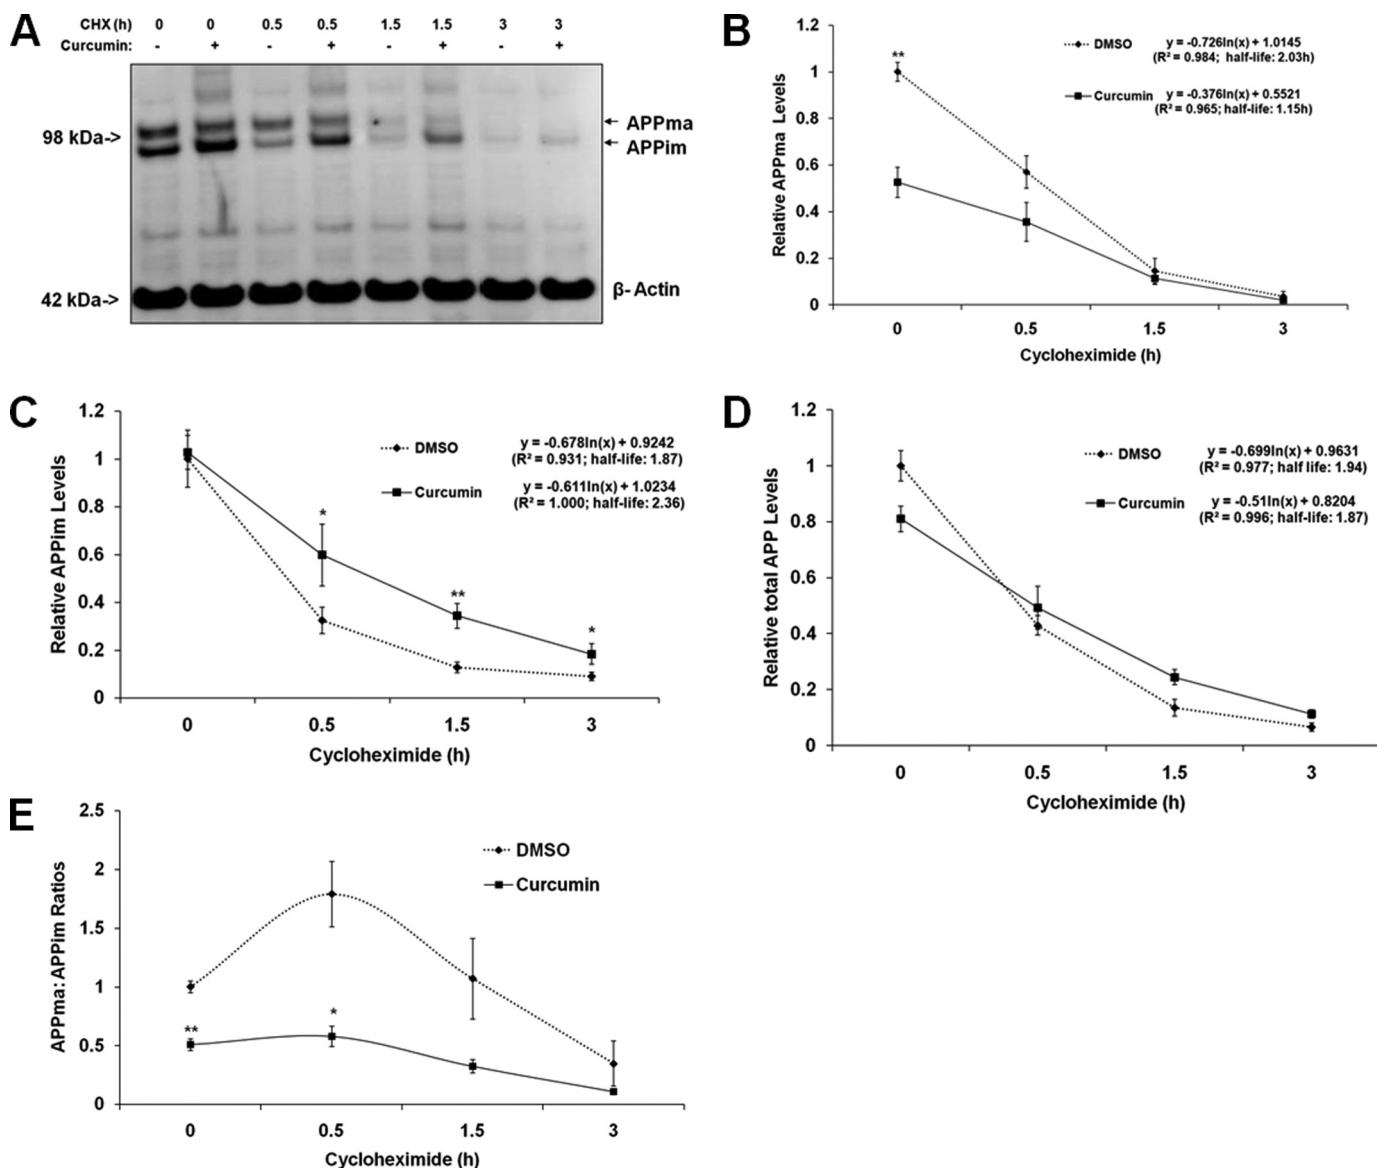 A
CHX (h) 0 0 0.5 0.5 1.5 1.5 3 3
Curcumin: - + - + - + - +
98 kDa->
APPma
APPim
42 kDa->
β- Actin
B
Relative APPma Levels
1.2
1
0.8
0.6
0.4
0.2
0
**
DMSO
y = -0.726ln(x) + 1.0145
(R² = 0.984; half-life: 2.03h)
Curcumin
y = -0.376ln(x) + 0.5521
(R² = 0.965; half-life: 1.15h)
0 0.5 1.5 3
Cycloheximide (h)
C
Relative APPim Levels
1.2
1
0.8
0.6
0.4
0.2
0
*
**
*
DMSO
y = -0.678ln(x) + 0.9242
(R² = 0.931; half-life: 1.87)
Curcumin
y = -0.611ln(x) + 1.0234
(R² = 1.000; half-life: 2.36)
0 0.5 1.5 3
Cycloheximide (h)
D
Relative total APP Levels
1.2
1
0.8
0.6
0.4
0.2
0
DMSO
y = -0.699ln(x) + 0.9631
(R² = 0.977; half life: 1.94)
Curcumin
y = -0.51ln(x) + 0.8204
(R² = 0.996; half-life: 1.87)
0 0.5 1.5 3
Cycloheximide (h)
E
APPma: APPim Ratios
2.5
2
1.5
1
0.5
0
**
*
DMSO
Curcumin
0 0.5 1.5 3
Cycloheximide (h)